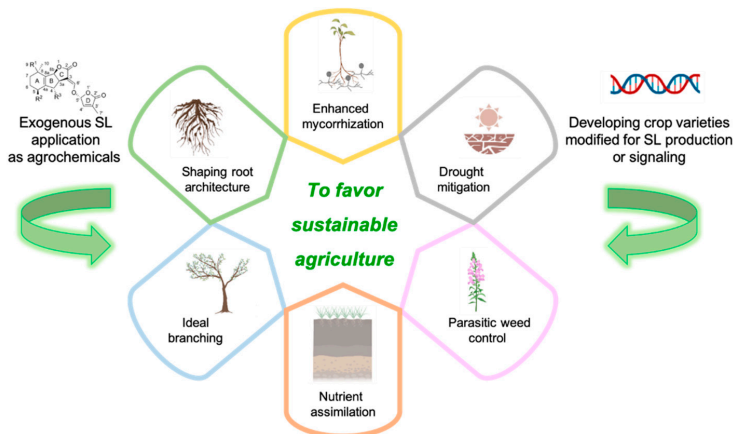 Exogenous SL
application
as agrochemicals
Enhanced
mycorrhization
Developing crop varieties
modified for SL production
or signaling
Shaping root
architecture
Drought
mitigation
To favor
sustainable
agriculture
Ideal
branching
Parasitic weed
control
Nutrient
assimilation